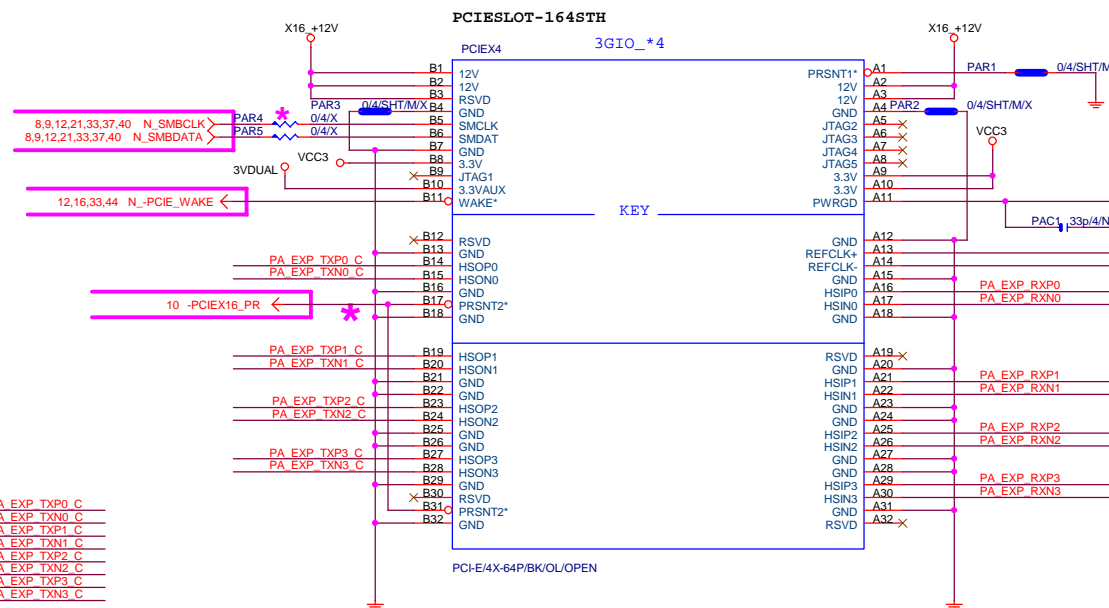 PCIESLOT-164STH
X16_+12V
X16_+12V
3GIO_*4
PCIEX4
B1 12V
B2 12V
B3 RSVD
B4 GND
B5 SMCLK
B6 SMDAT
B7 GND
B8 3.3V
B9 JTAG1
B10 3.3VAUX
B11 WAKE*
PRSNT1* A1
12V A2
12V A3
GND A4
JTAG2 A5
JTAG3 A6
JTAG4 A7
JTAG5 A8
3.3V A9
3.3V A10
PWRGD A11
PAR1 0/4/SHT/M
PAR2 0/4/SHT/M/X
PAR3 0/4/SHT/M/X
8,9,12,21,33,37,40 N_SMBCLK PAR4 * 0/4/X
8,9,12,21,33,37,40 N_SMBDATA PAR5 0/4/X
VCC3
VCC3
3VDUAL
12,16,33,44 N_-PCIE_WAKE
KEY
PAC1 33p/4/N
B12 RSVD
B13 GND
PA_EXP_TXP0_C B14 HSOP0
PA_EXP_TXN0_C B15 HSON0
B16 GND
10 -PCIEX16_PR B17 PRSNT2*
* B18 GND
GND A12
REFCLK+ A13
REFCLK- A14
GND A15
HSIP0 A16 PA_EXP_RXP0
HSIN0 A17 PA_EXP_RXN0
GND A18
PA_EXP_TXP1_C B19 HSOP1
PA_EXP_TXN1_C B20 HSON1
B21 GND
B22 GND
PA_EXP_TXP2_C B23 HSOP2
PA_EXP_TXN2_C B24 HSON2
B25 GND
B26 GND
PA_EXP_TXP3_C B27 HSOP3
PA_EXP_TXN3_C B28 HSON3
B29 GND
B30 RSVD
B31 PRSNT2*
B32 GND
RSVD A19
GND A20
HSIP1 A21 PA_EXP_RXP1
HSIN1 A22 PA_EXP_RXN1
GND A23
GND A24
HSIP2 A25 PA_EXP_RXP2
HSIN2 A26 PA_EXP_RXN2
GND A27
GND A28
HSIP3 A29 PA_EXP_RXP3
HSIN3 A30 PA_EXP_RXN3
GND A31
RSVD A32
A_EXP_TXP0_C
A_EXP_TXN0_C
A_EXP_TXP1_C
A_EXP_TXN1_C
A_EXP_TXP2_C
A_EXP_TXN2_C
A_EXP_TXP3_C
A_EXP_TXN3_C
PCI-E/4X-64P/BK/OL/OPEN